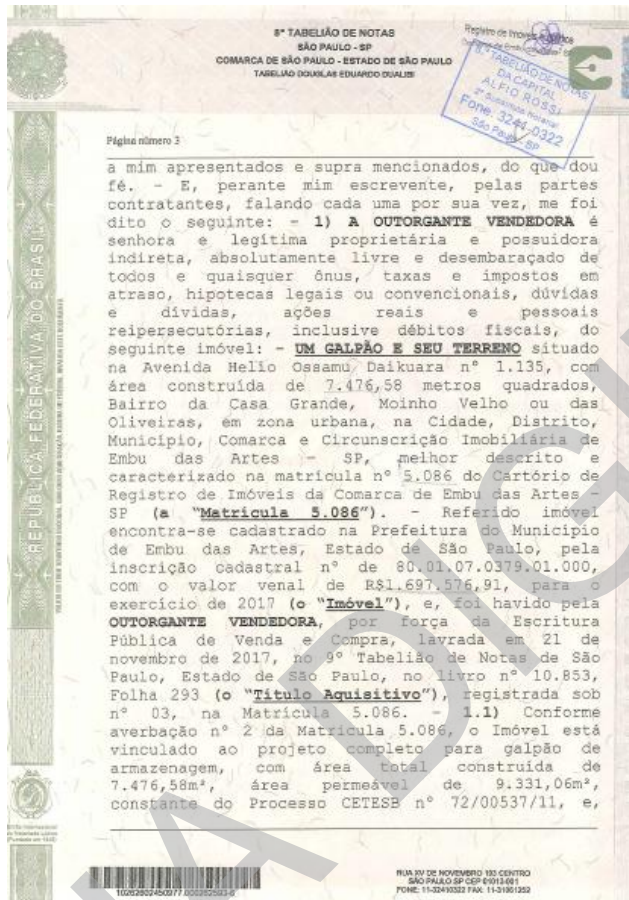 8º TABELIÃO DE NOTAS
SÃO PAULO - SP
COMARCA DE SÃO PAULO - ESTADO DE SÃO PAULO
TABELIÃO DOUGLAS EDUARDO DUALIBI
8º TABELIÃO DE NOTAS
DA CAPITAL
ALFIO ROSSI
2º Substituto Notarial
Fone: 3241-0322
São Paulo - SP
REPÚBLICA FEDERATIVA DO BRASIL
Página número 3
a mim apresentados e supra mencionados, do que dou
fé. - E, perante mim escrevente, pelas partes
contratantes, falando cada uma por sua vez, me foi
dito o seguinte: - 1) A OUTORGANTE VENDEDORA é
senhora e legítima proprietária e possuidora
indireta, absolutamente livre e desembaraçado de
todos e quaisquer ônus, taxas e impostos em
atraso, hipotecas legais ou convencionais, dúvidas
e dívidas, ações reais e pessoais
reipersecutórias, inclusive débitos fiscais, do
seguinte imóvel: - UM GALPÃO E SEU TERRENO situado
na Avenida Helio Ossamu Daikuara nº 1.135, com
área construída de 7.476,58 metros quadrados,
Bairro da Casa Grande, Moinho Velho ou das
Oliveiras, em zona urbana, na Cidade, Distrito,
Município, Comarca e Circunscrição Imobiliária de
Embu das Artes - SP, melhor descrito e
caracterizado na matrícula nº 5.086 do Cartório de
Registro de Imóveis da Comarca de Embu das Artes -
SP (a "Matrícula 5.086"). - Referido imóvel
encontra-se cadastrado na Prefeitura do Município
de Embu das Artes, Estado de São Paulo, pela
inscrição cadastral nº de 80.01.07.0379.01.000,
com o valor venal de R$1.697.576,91, para o
exercício de 2017 (o "Imóvel"), e, foi havido pela
OUTORGANTE VENDEDORA, por força da Escritura
Pública de Venda e Compra, lavrada em 21 de
novembro de 2017, no 9º Tabelião de Notas de São
Paulo, Estado de São Paulo, no livro nº 10.853,
Folha 293 (o "Título Aquisitivo"), registrada sob
nº 03, na Matrícula 5.086. - 1.1) Conforme
averbação nº 2 da Matrícula 5.086, o Imóvel está
vinculado ao projeto completo para galpão de
armazenagem, com área total construída de
7.476,58m², área permeável de 9.331,06m²,
constante do Processo CETESB nº 72/00537/11, e,
RUA XV DE NOVEMBRO 193 CENTRO
SÃO PAULO SP CEP 01013-001